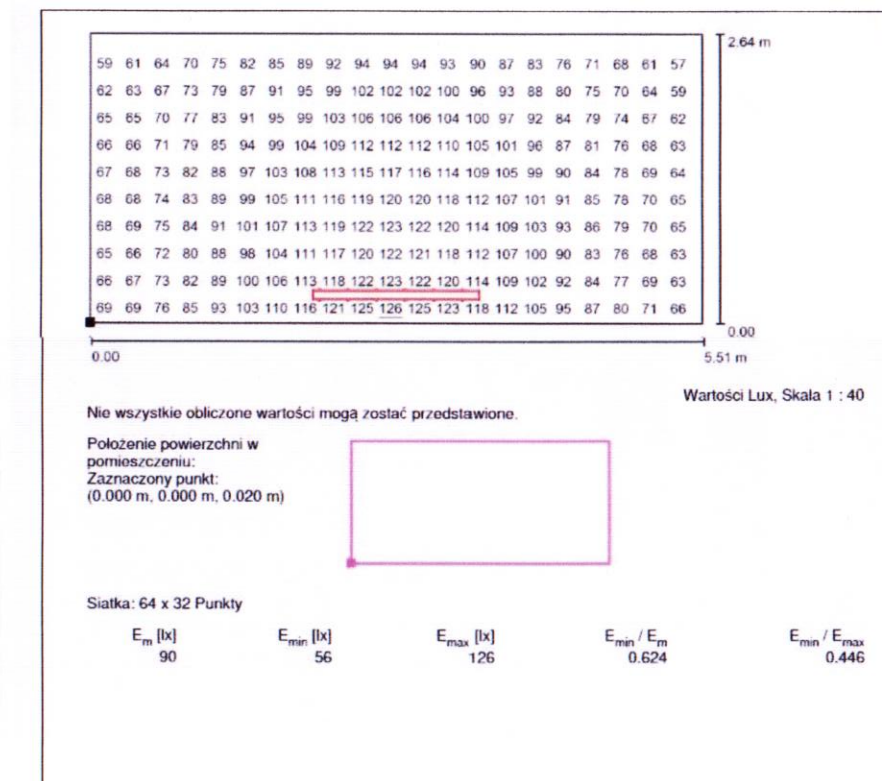 2.64 m
59 61 64 70 75 82 85 89 92 94 94 94 93 90 87 83 76 71 68 61 57
62 63 67 73 79 87 91 95 99 102 102 102 100 96 93 88 80 75 70 64 59
65 65 70 77 83 91 95 99 103 106 106 106 104 100 97 92 84 79 74 67 62
66 66 71 79 85 94 99 104 109 112 112 112 110 105 101 96 87 81 76 68 63
67 68 73 82 88 97 103 108 113 115 117 116 114 109 105 99 90 84 78 69 64
68 68 74 83 89 99 105 111 116 119 120 120 118 112 107 101 91 85 78 70 65
68 69 75 84 91 101 107 113 119 122 123 122 120 114 109 103 93 86 79 70 65
65 66 72 80 88 98 104 111 117 120 122 121 118 112 107 100 90 83 76 68 63
66 67 73 82 89 100 106 113 118 122 123 122 120 114 109 102 92 84 77 69 63
69 69 76 85 93 103 110 116 121 125 126 125 123 118 112 105 95 87 80 71 66
0.00
0.00 5.51 m
Wartości Lux, Skala 1 : 40
Nie wszystkie obliczone wartości mogą zostać przedstawione.
Położenie powierzchni w
pomieszczeniu:
Zaznaczony punkt:
(0.000 m, 0.000 m, 0.020 m)
Siatka: 64 x 32 Punkty
Em [lx] Emin [lx] Emax [lx] Emin / Em Emin / Emax
90 56 126 0.624 0.446